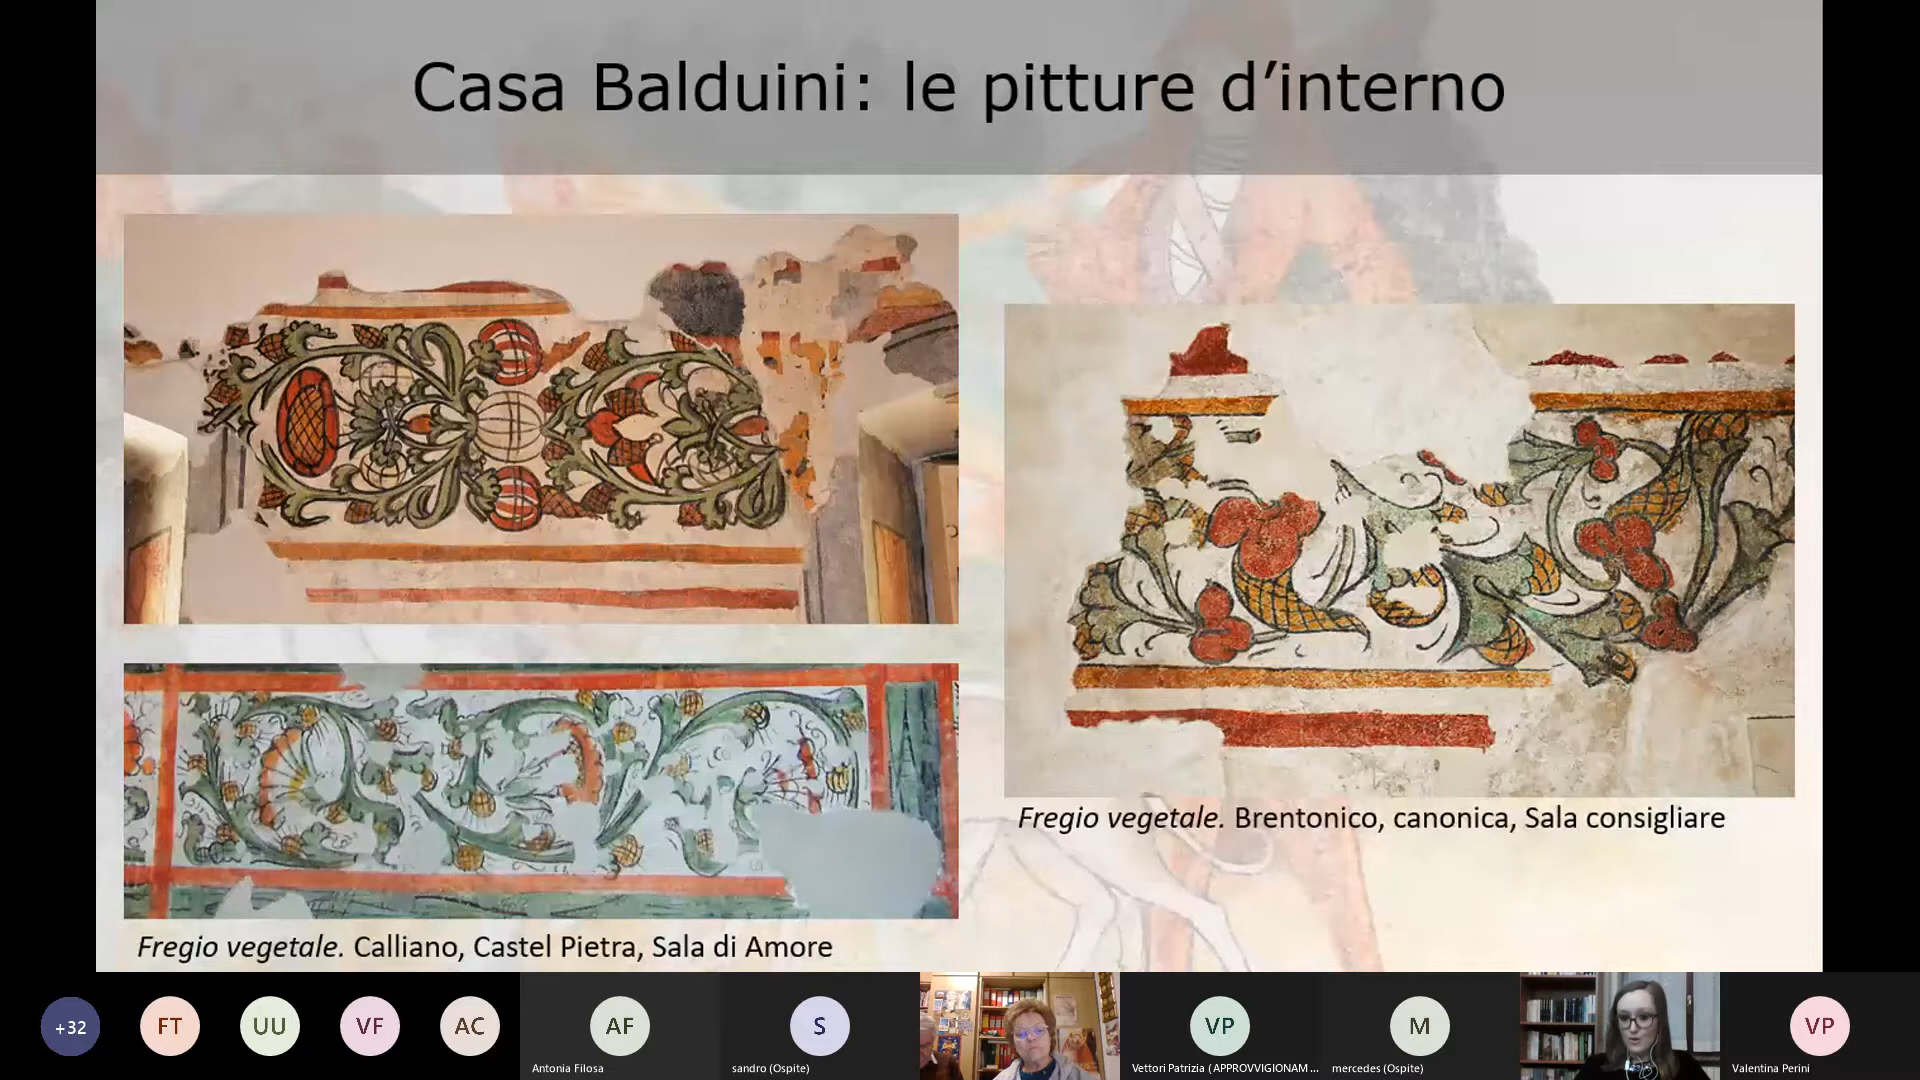 Casa Balduini: le pitture d’interno
Fregio vegetale. Brentonico, canonica, Sala consigliare
Fregio vegetale. Calliano, Castel Pietra, Sala di Amore
+32
FT
UU
VF
AC
AF
Antonia Filosa
S
sandro (Ospite)
VP
Vettori Patrizia ( APPROVVIGIONAM ...
M
mercedes (Ospite)
VP
Valentina Perini